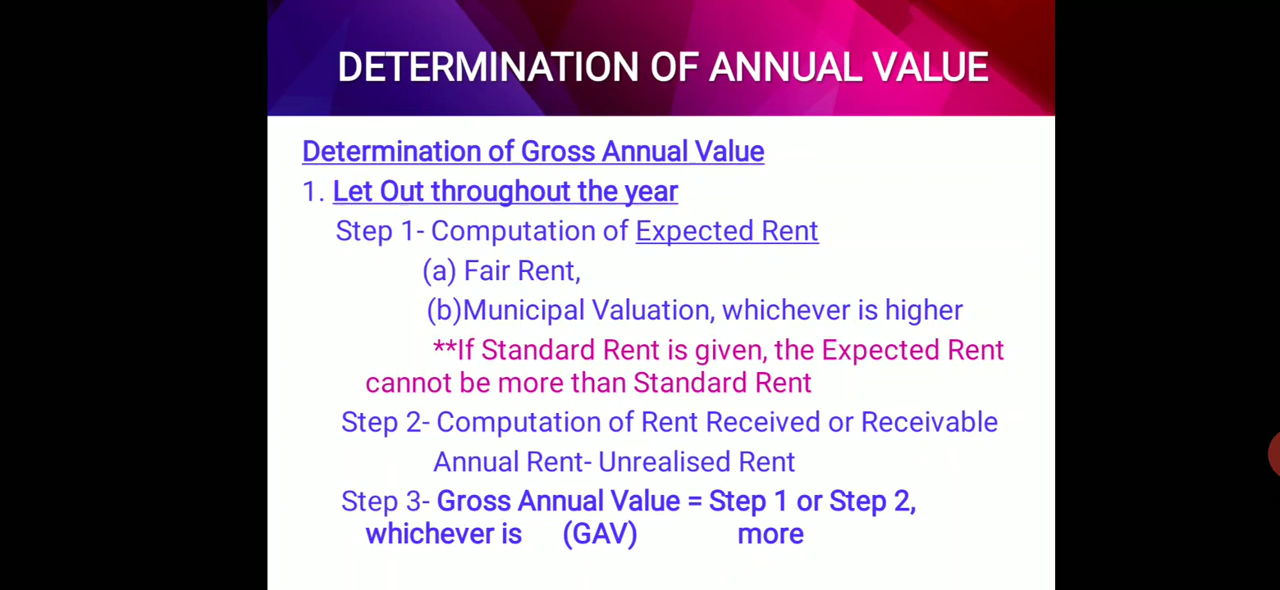 DETERMINATION OF ANNUAL VALUE
Determination of Gross Annual Value
1. Let Out throughout the year
Step 1- Computation of Expected Rent
(a) Fair Rent,
(b)Municipal Valuation, whichever is higher
**If Standard Rent is given, the Expected Rent
cannot be more than Standard Rent
Step 2- Computation of Rent Received or Receivable
Annual Rent- Unrealised Rent
Step 3- Gross Annual Value = Step 1 or Step 2,
whichever is (GAV) more